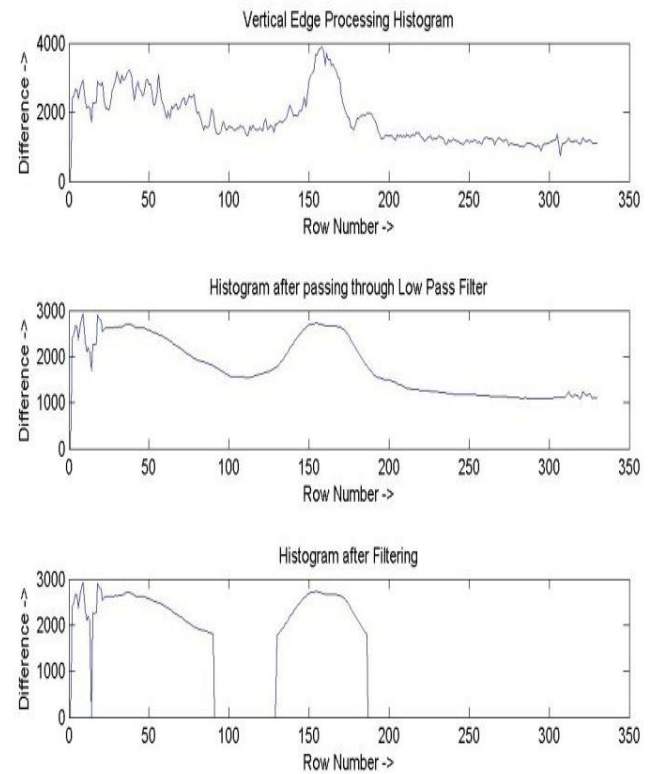 Vertical Edge Processing Histogram
4000
3000
2000
1000
0
Difference ->
0 50 100 150 200 250 300 350
Row Number ->
Histogram after passing through Low Pass Filter
3000
2000
1000
0
Difference ->
0 50 100 150 200 250 300 350
Row Number ->
Histogram after Filtering
3000
2000
1000
0
Difference ->
0 50 100 150 200 250 300 350
Row Number ->